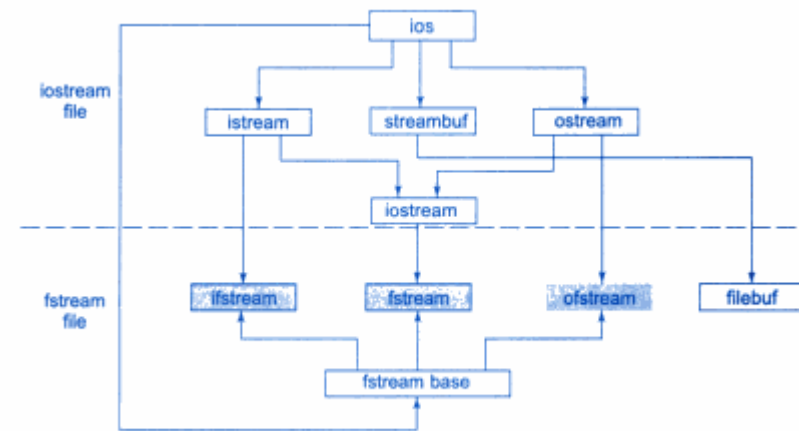 ios
iostream
file
istream
streambuf
ostream
iostream
fstream
file
ifstream
fstream
ofstream
filebuf
fstream base